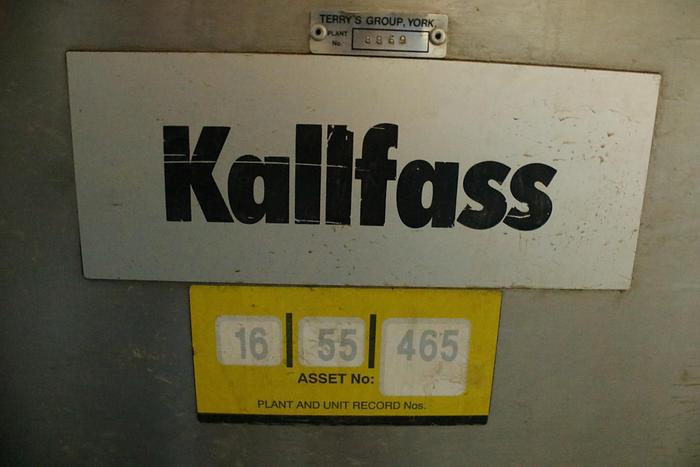 TERRY'S GROUP, YORK.
PLANT
No. 8869
Kallfass
16 55 465
ASSET No:
PLANT AND UNIT RECORD Nos.